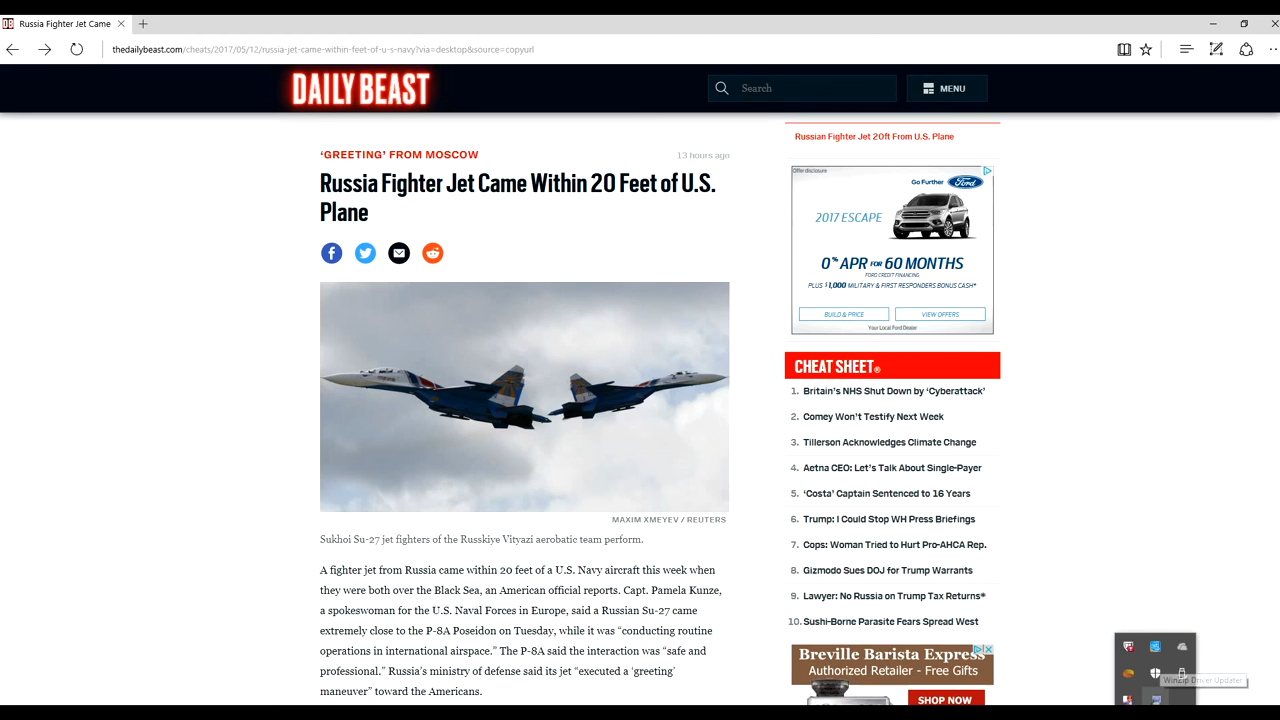 Russia Fighter Jet Came
thedailybeast.com/cheats/2017/05/12/russia-jet-came-within-feet-of-u-s-navy?via=desktop&source=copyurl
DAILY BEAST
Search
MENU
‘GREETING’ FROM MOSCOW
13 hours ago
Russia Fighter Jet Came Within 20 Feet of U.S.
Plane
MAXIM XMEYEV / REUTERS
Sukhoi Su-27 jet fighters of the Russkiye Vityazi aerobatic team perform.
A fighter jet from Russia came within 20 feet of a U.S. Navy aircraft this week when
they were both over the Black Sea, an American official reports. Capt. Pamela Kunze,
a spokeswoman for the U.S. Naval Forces in Europe, said a Russian Su-27 came
extremely close to the P-8A Poseidon on Tuesday, while it was “conducting routine
operations in international airspace.” The P-8A said the interaction was “safe and
professional.” Russia’s ministry of defense said its jet “executed a ‘greeting’
maneuver” toward the Americans.
Russian Fighter Jet 20ft From U.S. Plane
Offer disclosure
Go Further Ford
2017 ESCAPE
0% APR FOR 60 MONTHS
FORD CREDIT FINANCING
PLUS $1,000 MILITARY & FIRST RESPONDERS BONUS CASH*
BUILD & PRICE
VIEW OFFERS
Your Local Ford Dealer
CHEAT SHEET®
1. Britain’s NHS Shut Down by ‘Cyberattack’
2. Comey Won’t Testify Next Week
3. Tillerson Acknowledges Climate Change
4. Aetna CEO: Let’s Talk About Single-Payer
5. ‘Costa’ Captain Sentenced to 16 Years
6. Trump: I Could Stop WH Press Briefings
7. Cops: Woman Tried to Hurt Pro-AHCA Rep.
8. Gizmodo Sues DOJ for Trump Warrants
9. Lawyer: No Russia on Trump Tax Returns*
10. Sushi-Borne Parasite Fears Spread West
Breville Barista Express
Authorized Retailer - Free Gifts
SHOP NOW
WinZip Driver Updater